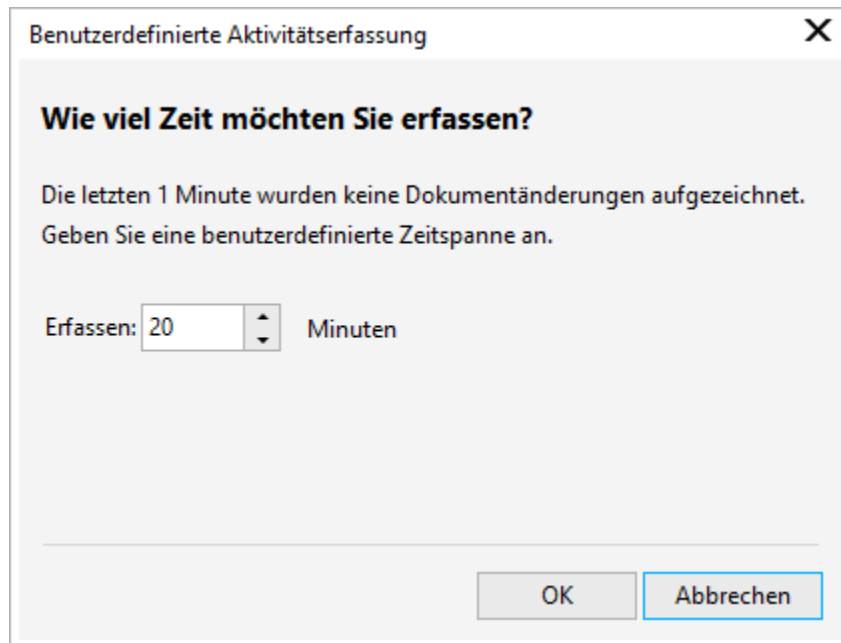 Benutzerdefinierte Aktivitätserfassung
Wie viel Zeit möchten Sie erfassen?
Die letzten 1 Minute wurden keine Dokumentänderungen aufgezeichnet.
Geben Sie eine benutzerdefinierte Zeitspanne an.
Erfassen: 20 Minuten
OK Abbrechen